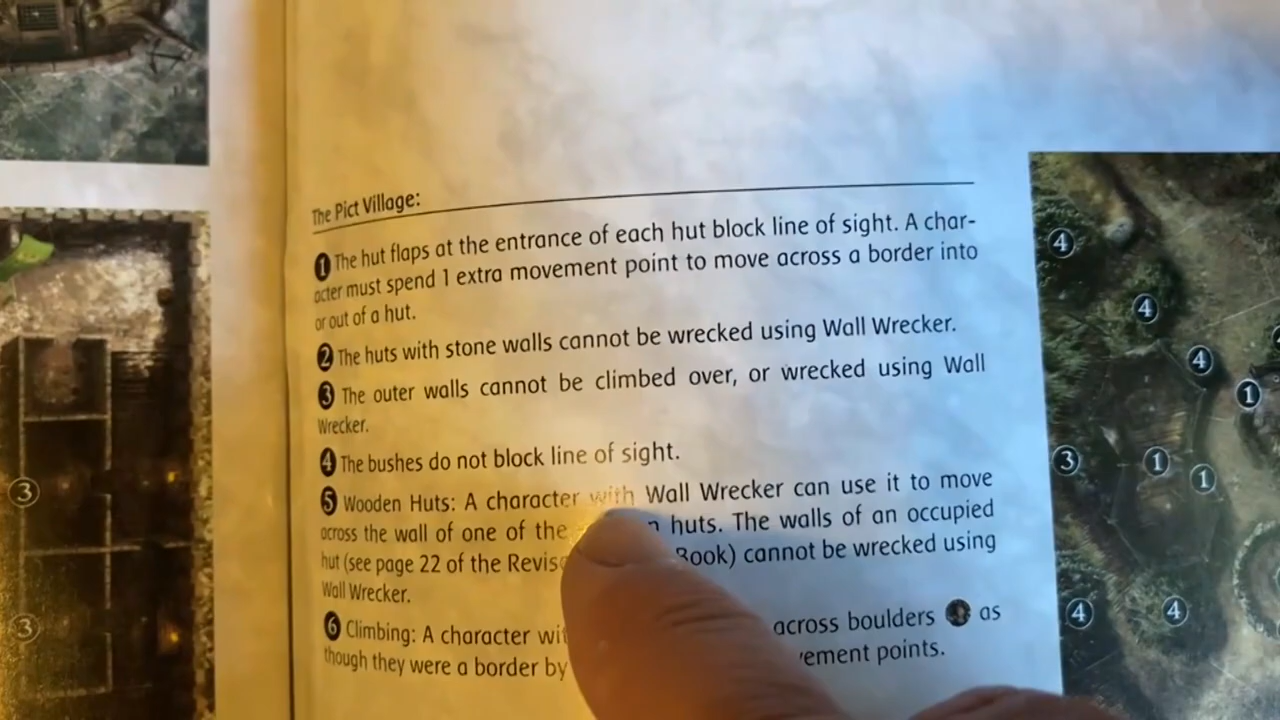 The Pict Village:
1 The hut flaps at the entrance of each hut block line of sight. A char-
acter must spend 1 extra movement point to move across a border into
or out of a hut.
2 The huts with stone walls cannot be wrecked using Wall Wrecker.
3 The outer walls cannot be climbed over, or wrecked using Wall
Wrecker.
4 The bushes do not block line of sight.
5 Wooden Huts: A character with Wall Wrecker can use it to move
across the wall of one of the huts. The walls of an occupied
hut (see page 22 of the Book) cannot be wrecked using
Wall Wrecker.
6 Climbing: A character across boulders as
though they were a border by points.
4
4
4
1
3
1
1
4
4
3
3